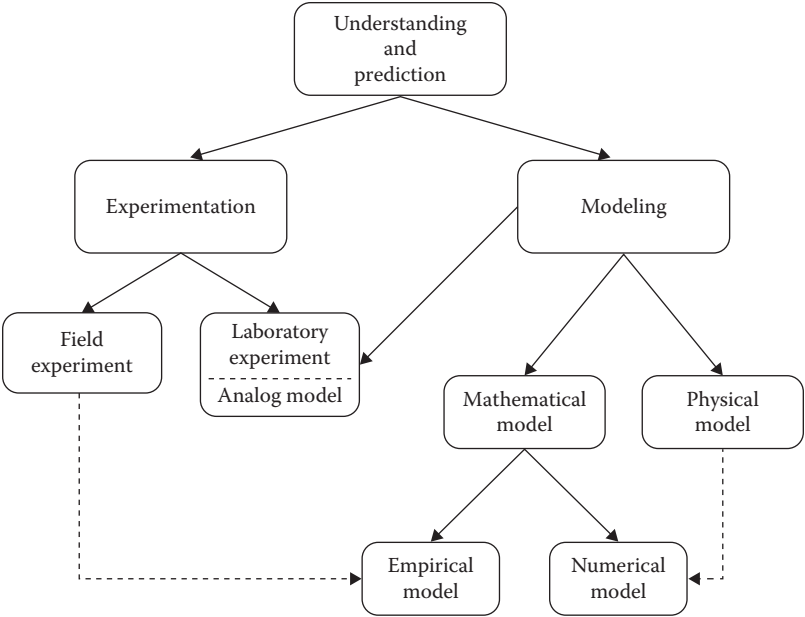 Understanding
and
prediction
Experimentation
Modeling
Field
experiment
Laboratory
experiment
Analog model
Mathematical
model
Physical
model
Empirical
model
Numerical
model